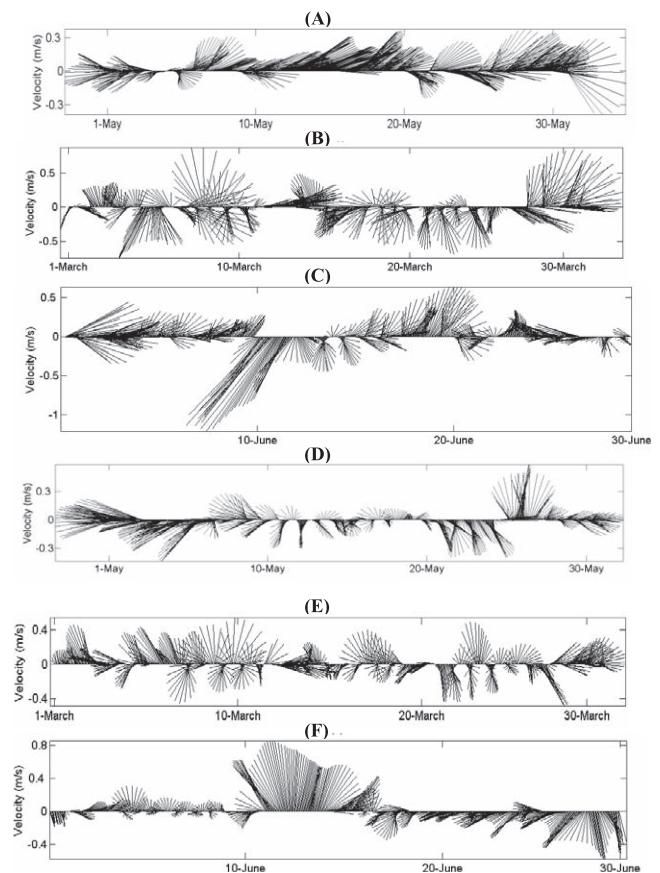 (A)
Velocity (m/s)
0.3
0
-0.3
1-May
10-May
20-May
30-May
(B)
Velocity (m/s)
0.5
0
-0.5
1-March
10-March
20-March
30-March
(C)
Velocity (m/s)
0.5
0
-0.5
-1
10-June
20-June
30-June
(D)
Velocity (m/s)
0.3
0
-0.3
1-May
10-May
20-May
30-May
(E)
Velocity (m/s)
0.4
0
-0.4
1-March
10-March
20-March
30-March
(F)
Velocity (m/s)
0.8
0.4
0
-0.4
10-June
20-June
30-June